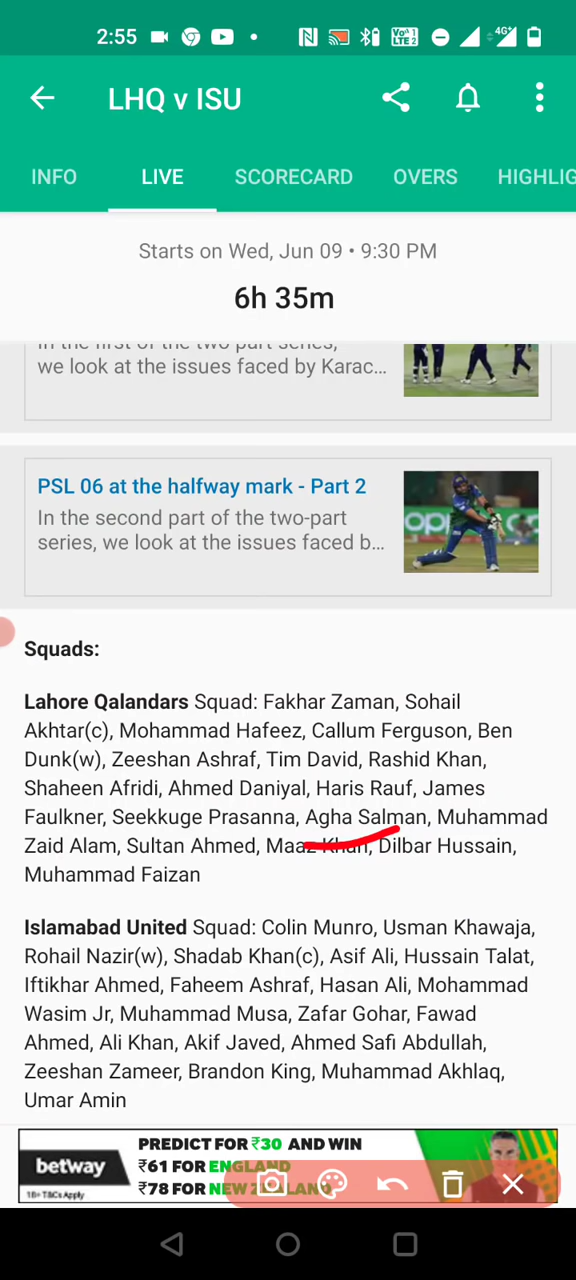 2:55
Vo 1
LTE 2
4G+
LHQ v ISU
INFO LIVE SCORECARD OVERS HIGHLIG
Starts on Wed, Jun 09 • 9:30 PM
6h 35m
In the first of the two part series,
we look at the issues faced by Karac...
PSL 06 at the halfway mark - Part 2
In the second part of the two-part
series, we look at the issues faced b...
Squads:
Lahore Qalandars Squad: Fakhar Zaman, Sohail
Akhtar(c), Mohammad Hafeez, Callum Ferguson, Ben
Dunk(w), Zeeshan Ashraf, Tim David, Rashid Khan,
Shaheen Afridi, Ahmed Daniyal, Haris Rauf, James
Faulkner, Seekkuge Prasanna, Agha Salman, Muhammad
Zaid Alam, Sultan Ahmed, Maaz Khan, Dilbar Hussain,
Muhammad Faizan
Islamabad United Squad: Colin Munro, Usman Khawaja,
Rohail Nazir(w), Shadab Khan(c), Asif Ali, Hussain Talat,
Iftikhar Ahmed, Faheem Ashraf, Hasan Ali, Mohammad
Wasim Jr, Muhammad Musa, Zafar Gohar, Fawad
Ahmed, Ali Khan, Akif Javed, Ahmed Safi Abdullah,
Zeeshan Zameer, Brandon King, Muhammad Akhlaq,
Umar Amin
betway
18+ T&Cs Apply
PREDICT FOR ₹30 AND WIN
₹61 FOR ENGLAND
₹78 FOR NEW ZEALAND